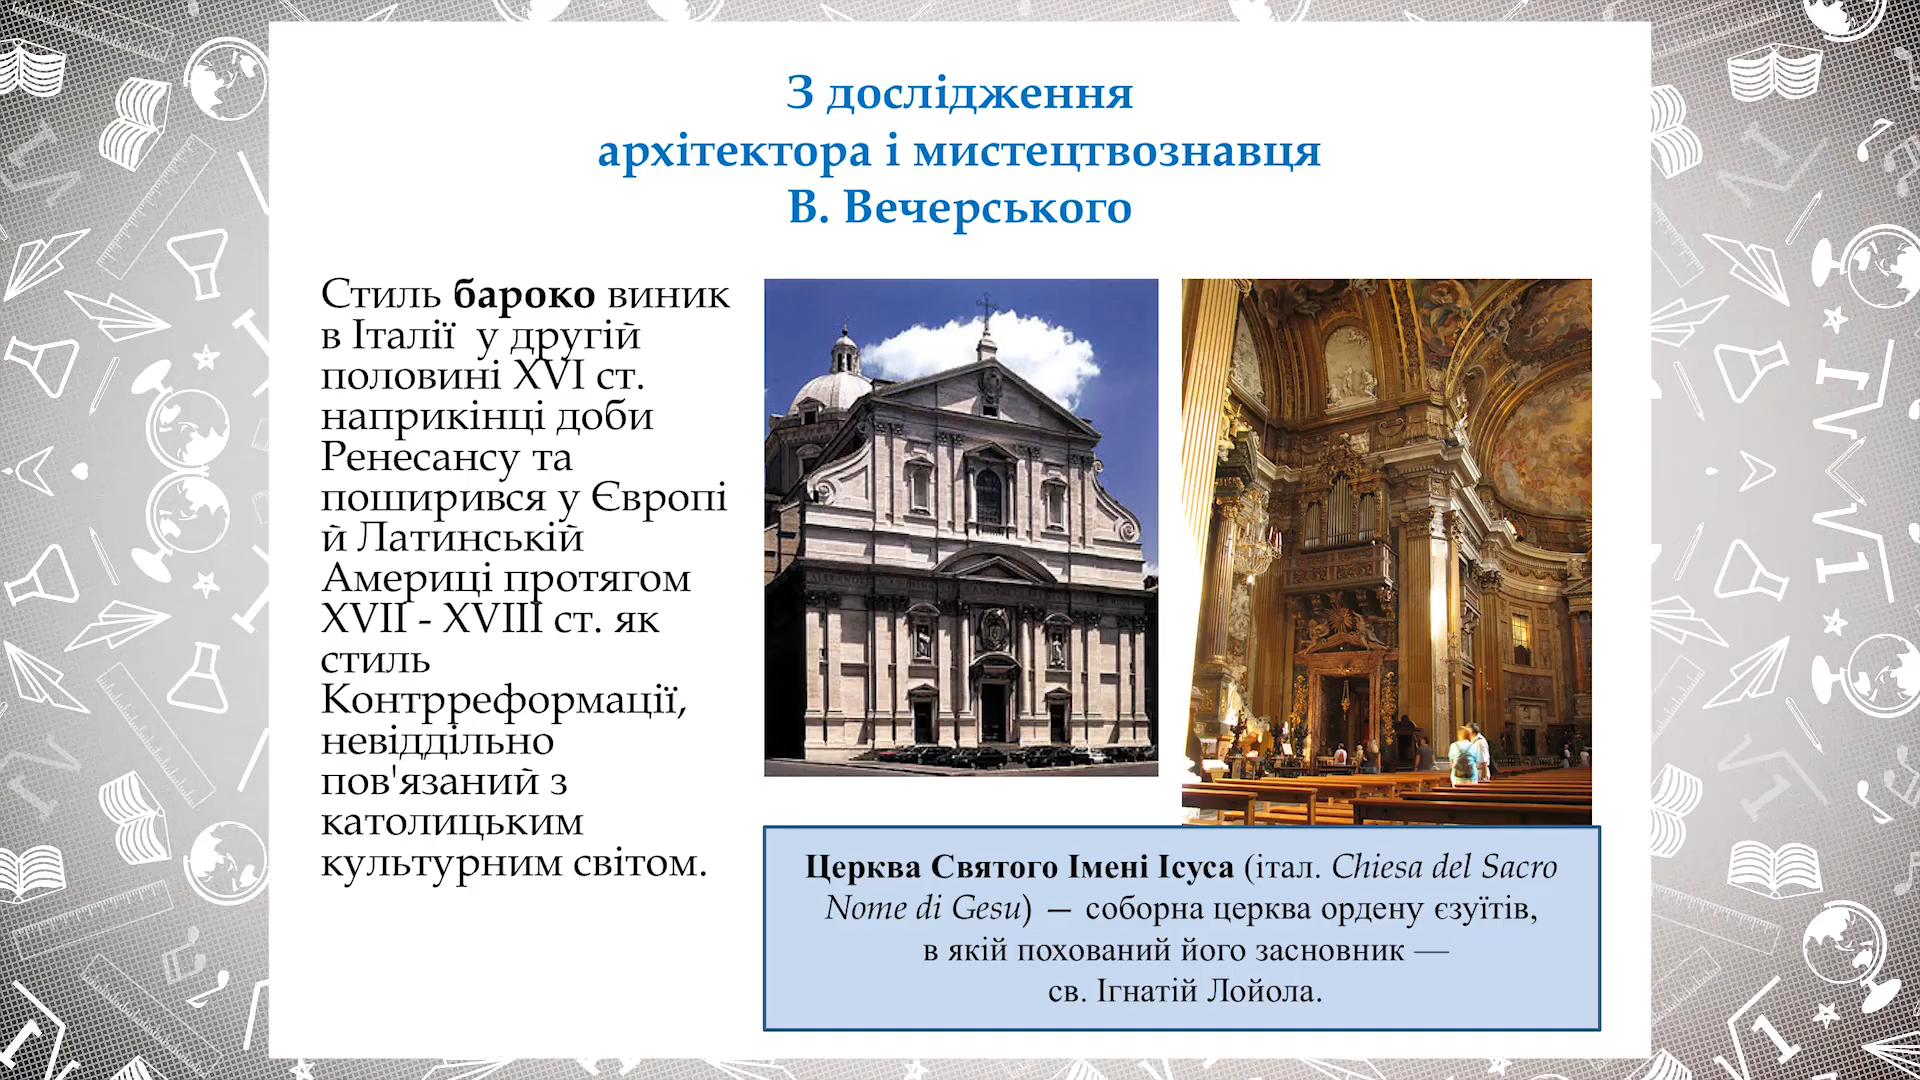 З дослідження
архітектора і мистецтвознавця
В. Вечерського
Стиль бароко виник
в Італії у другій
половині XVI ст.
наприкінці доби
Ренесансу та
поширився у Європі
й Латинській
Америці протягом
XVII - XVIII ст. як
стиль
Контрреформації,
невіддільно
пов'язаний з
католицьким
культурним світом.
Церква Святого Імені Ісуса (італ. Chiesa del Sacro
Nome di Gesu) — соборна церква ордену єзуїтів,
в якій похований його засновник —
св. Ігнатій Лойола.